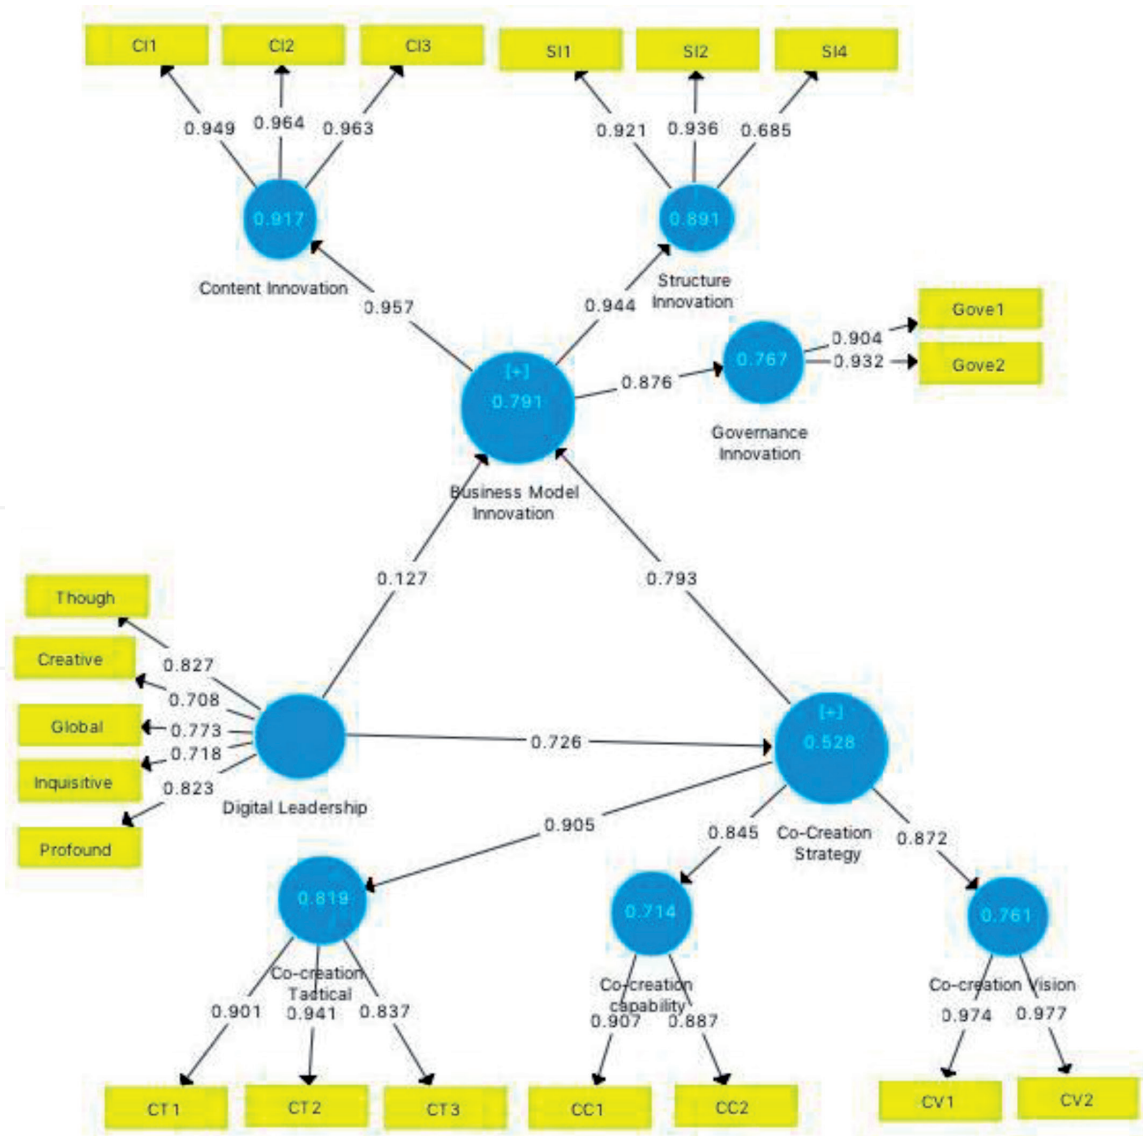 CI1
CI2
CI3
SI1
SI2
SI4
0.949
0.964
0.963
0.921
0.936
0.685
0.917
0.891
Content Innovation
Structure
Innovation
0.957
0.944
Gove1
0.904
0.767
0.932
Gove2
[+]
0.791
0.876
Governance
Innovation
Business Model
Innovation
0.127
0.793
Though
0.827
Creative
0.708
Global
0.773
0.718
Inquisitive
0.823
Profound
Digital Leadership
0.726
[+]
0.528
Co-Creation
Strategy
0.905
0.845
0.872
0.819
0.714
0.761
Co-creation
Tactical
Co-creation
capability
Co-creation Vision
0.901
0.941
0.837
0.907
0.887
0.974
0.977
CT1
CT2
CT3
CC1
CC2
CV1
CV2